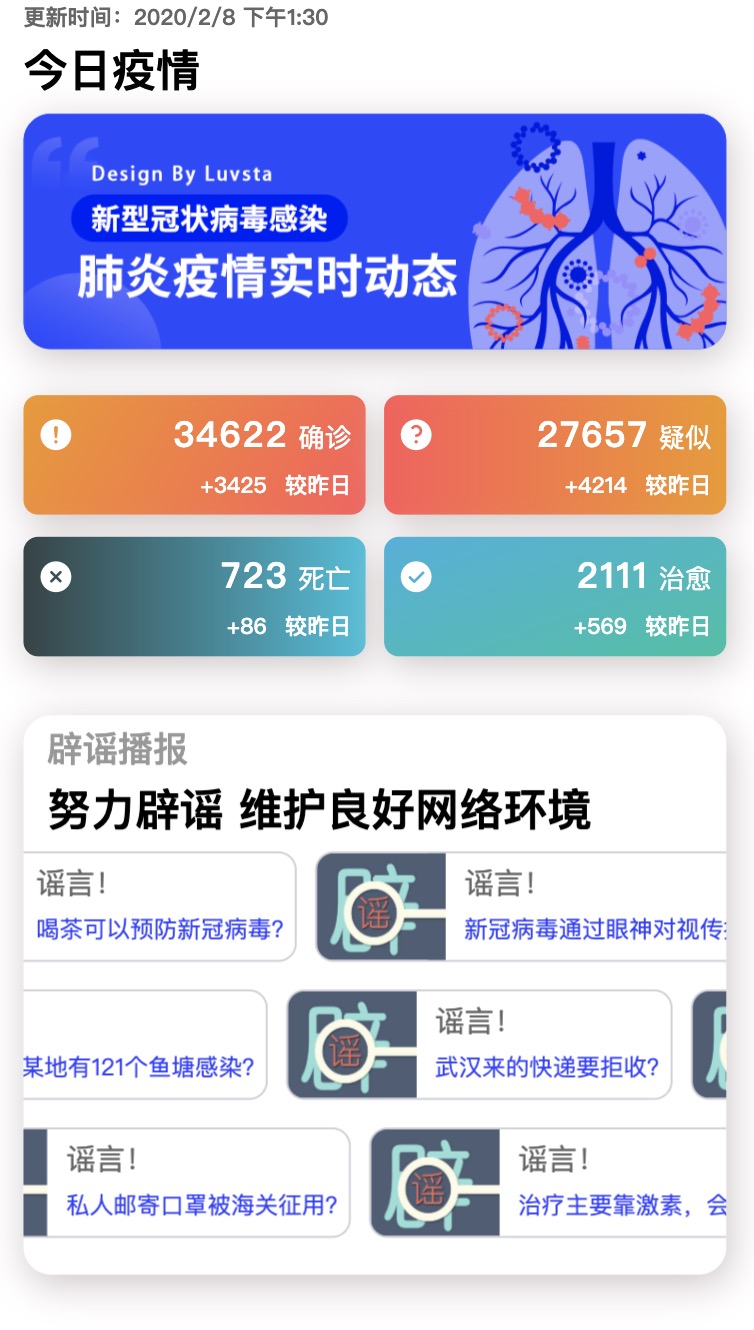 更新时间：2020/2/8 下午1:30
今日疫情
Design By Luvsta
新型冠状病毒感染
肺炎疫情实时动态
34622 确诊
+3425 较昨日
27657 疑似
+4214 较昨日
723 死亡
+86 较昨日
2111 治愈
+569 较昨日
辟谣播报
努力辟谣 维护良好网络环境
谣言！
喝茶可以预防新冠病毒?
辟
谣
谣言！
新冠病毒通过眼神对视传
某地有121个鱼塘感染?
辟
谣
谣言！
武汉来的快递要拒收?
谣言！
私人邮寄口罩被海关征用?
辟
谣
谣言！
治疗主要靠激素，会